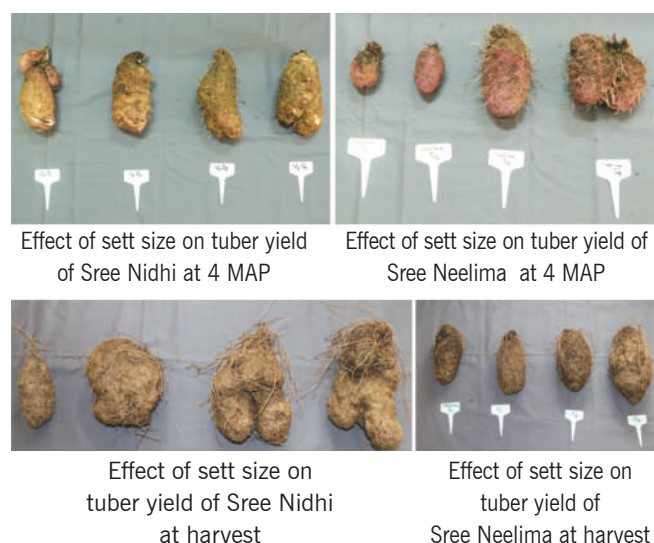 Effect of sett size on tuber yield
of Sree Nidhi at 4 MAP
Effect of sett size on tuber yield of
Sree Neelima at 4 MAP
Effect of sett size on
tuber yield of Sree Nidhi
at harvest
Effect of sett size on
tuber yield of
Sree Neelima at harvest